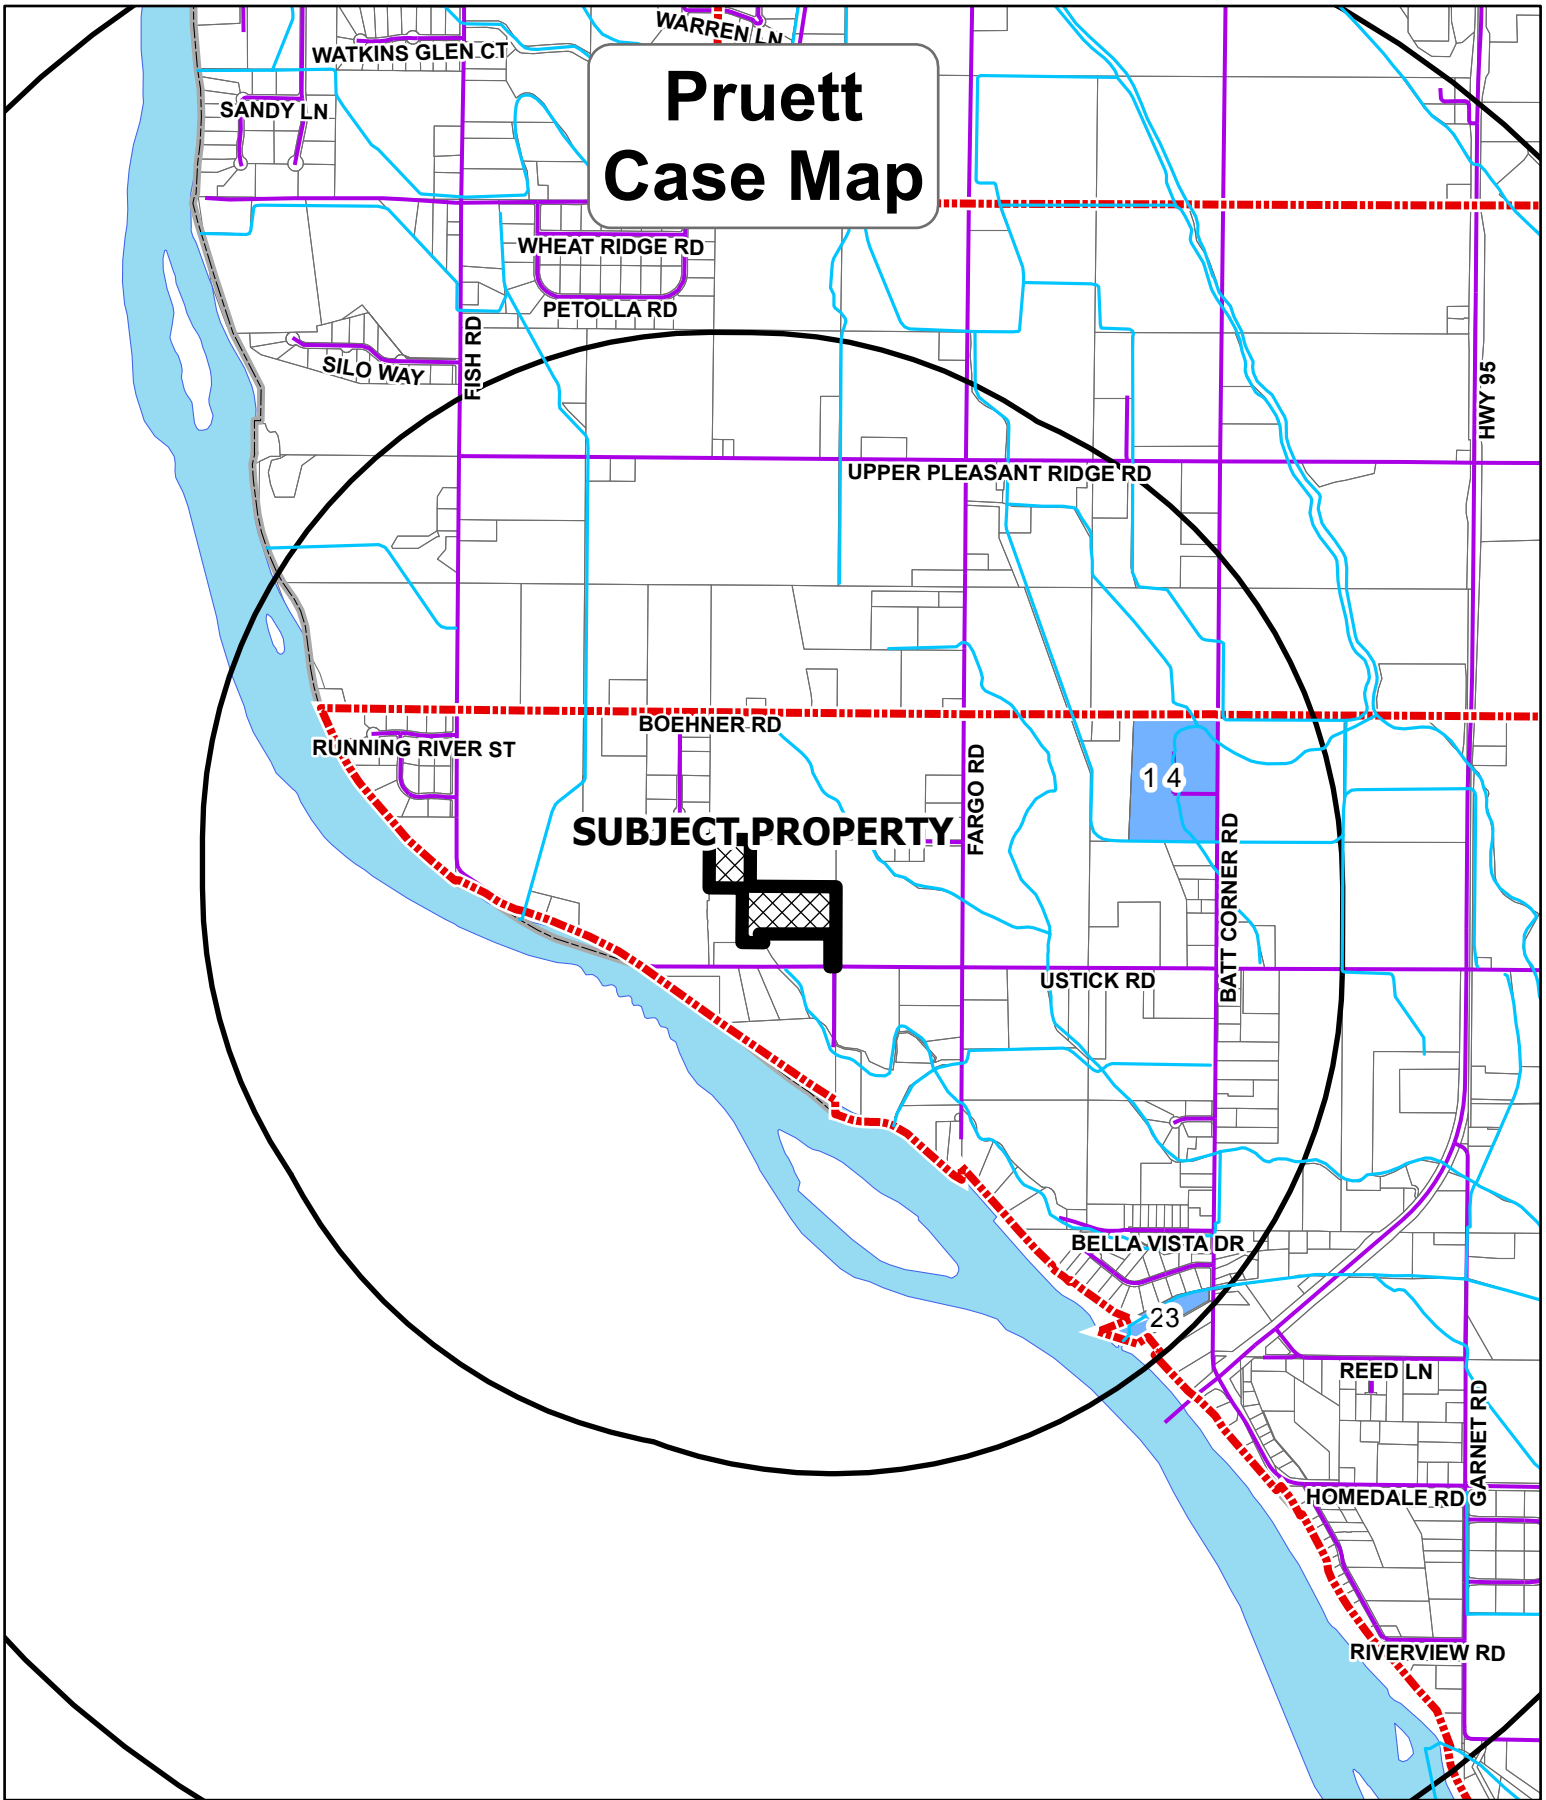 WARREN LN
WATKINS GLEN CT
Pruett
Case Map
SANDY LN
WHEAT RIDGE RD
PETOLLA RD
FISH RD
SILO WAY
HWY 95
UPPER PLEASANT RIDGE RD
BOEHNER RD
RUNNING RIVER ST
FARGO RD
1 4
SUBJECT PROPERTY
BATT CORNER RD
USTICK RD
BELLA VISTA DR
23
REED LN
GARNET RD
HOMEDALE RD
RIVERVIEW RD